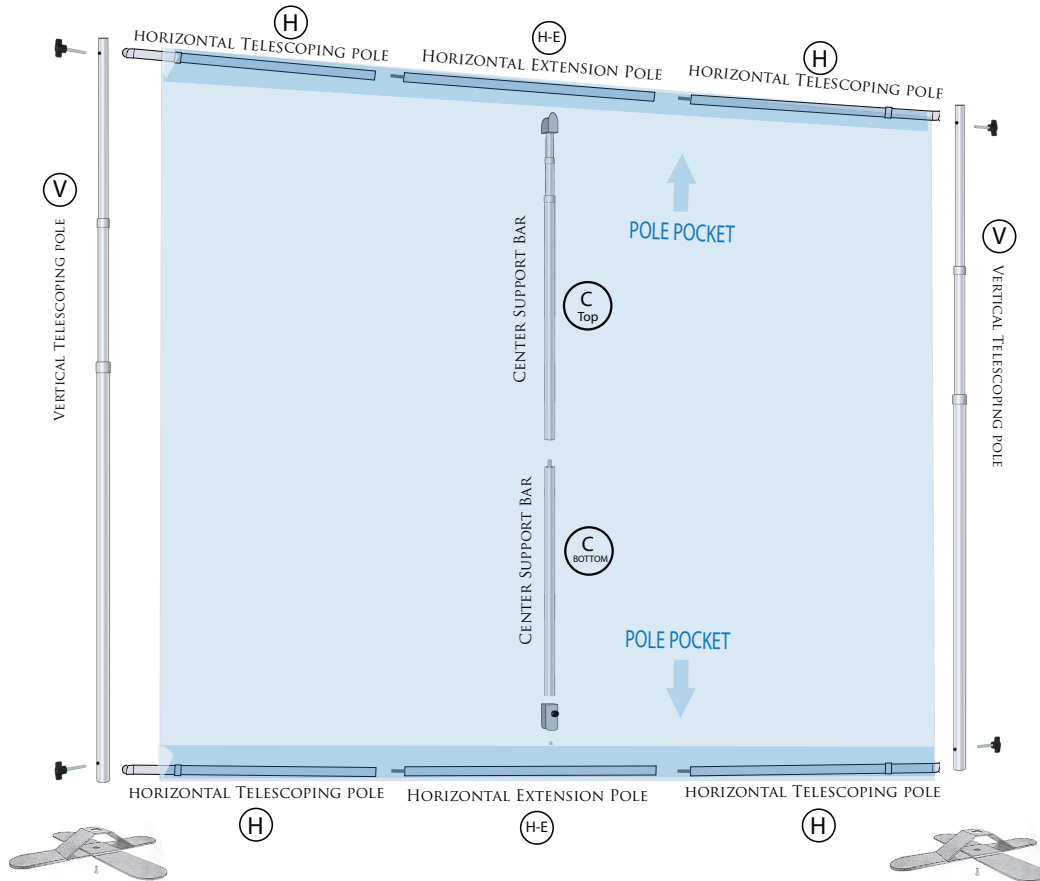 H
H-E
H
HORIZONTAL TELESCOPING POLE
HORIZONTAL EXTENSION POLE
HORIZONTAL TELESCOPING POLE
V
VERTICAL TELESCOPING POLE
POLE POCKET
V
VERTICAL TELESCOPING POLE
CENTER SUPPORT BAR
C
Top
CENTER SUPPORT BAR
C
BOTTOM
POLE POCKET
HORIZONTAL TELESCOPING POLE
HORIZONTAL EXTENSION POLE
HORIZONTAL TELESCOPING POLE
H
H-E
H